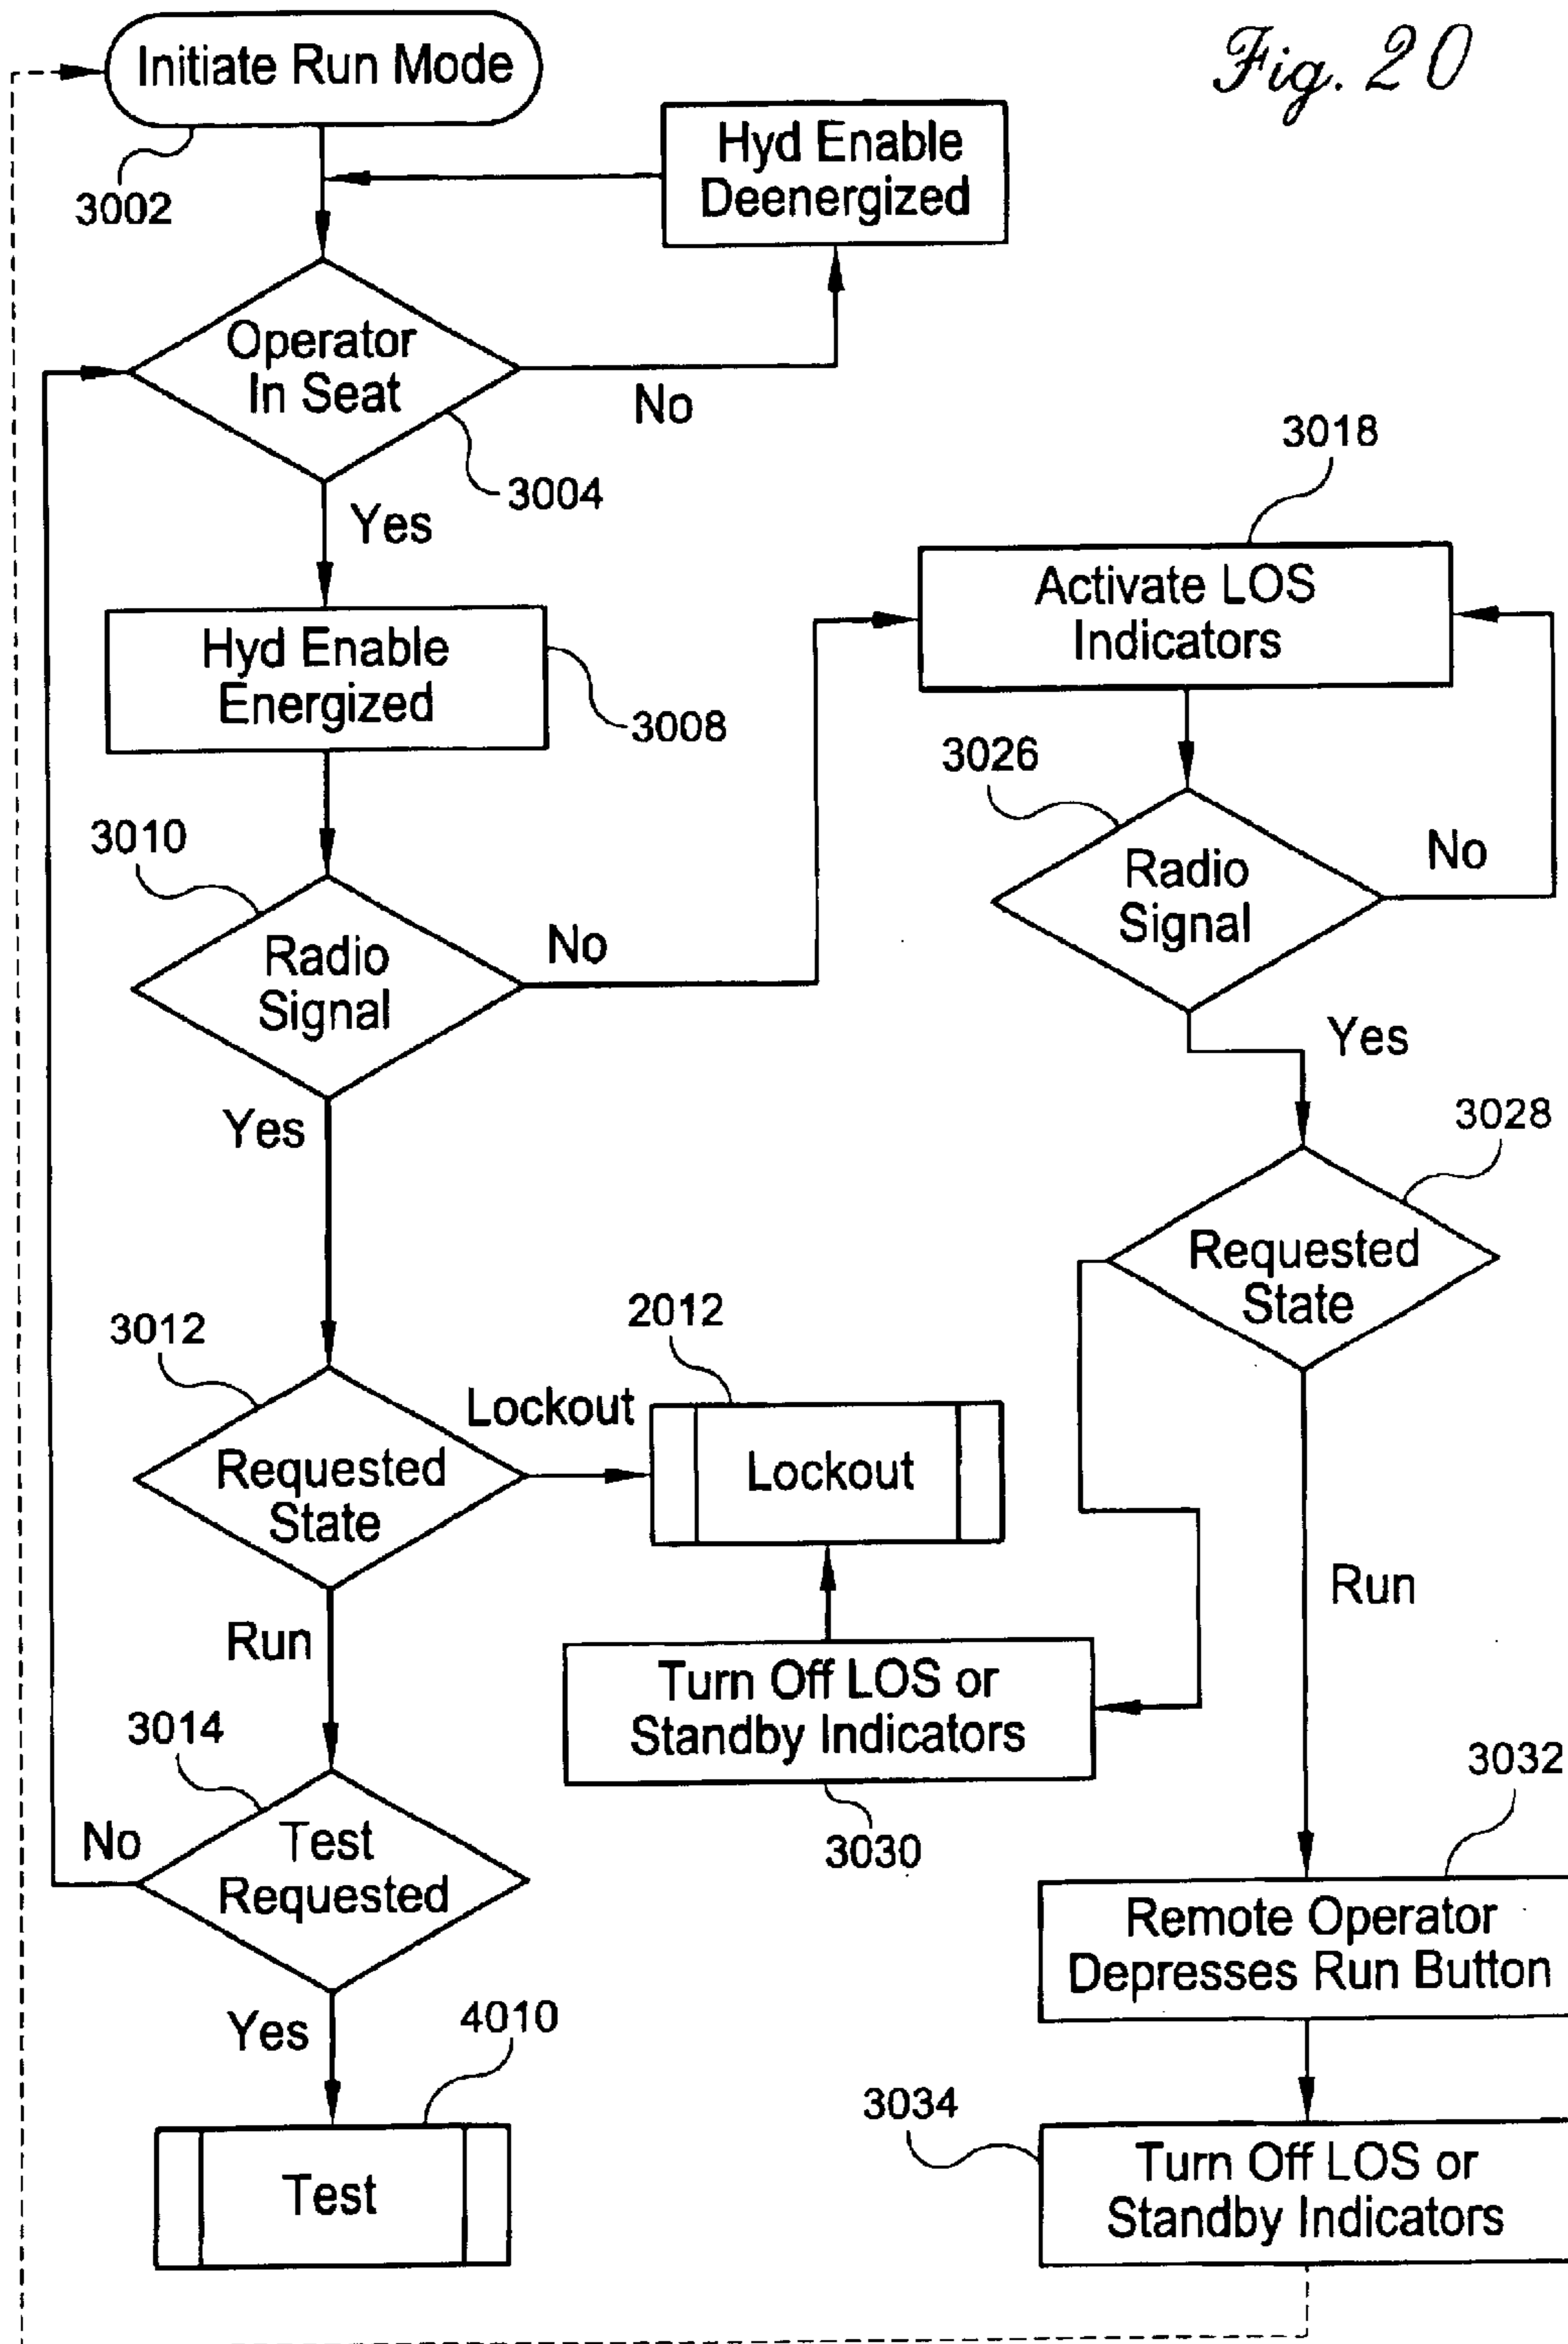 Fig. 20
Initiate Run Mode
3002
Hyd Enable
Deenergized
Operator
In Seat
No
3004
Yes
Hyd Enable
Energized
3008
3010
Radio
Signal
No
Yes
3018
Activate LOS
Indicators
3026
Radio
Signal
No
Yes
3028
Requested
State
Run
3012
Requested
State
Lockout
2012
Lockout
Run
Turn Off LOS or
Standby Indicators
3030
3014
Test
Requested
No
Yes
4010
Test
3032
Remote Operator
Depresses Run Button
3034
Turn Off LOS or
Standby Indicators